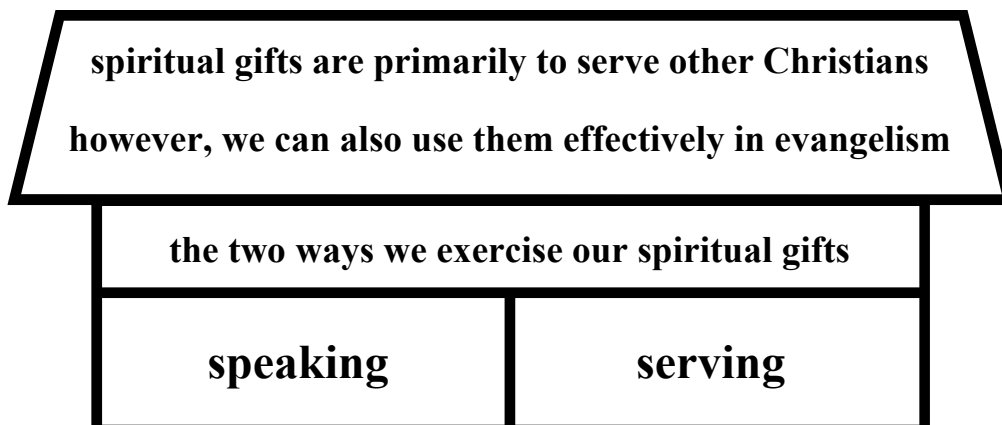 spiritual gifts are primarily to serve other Christians
however, we can also use them effectively in evangelism
the two ways we exercise our spiritual gifts
speaking
serving